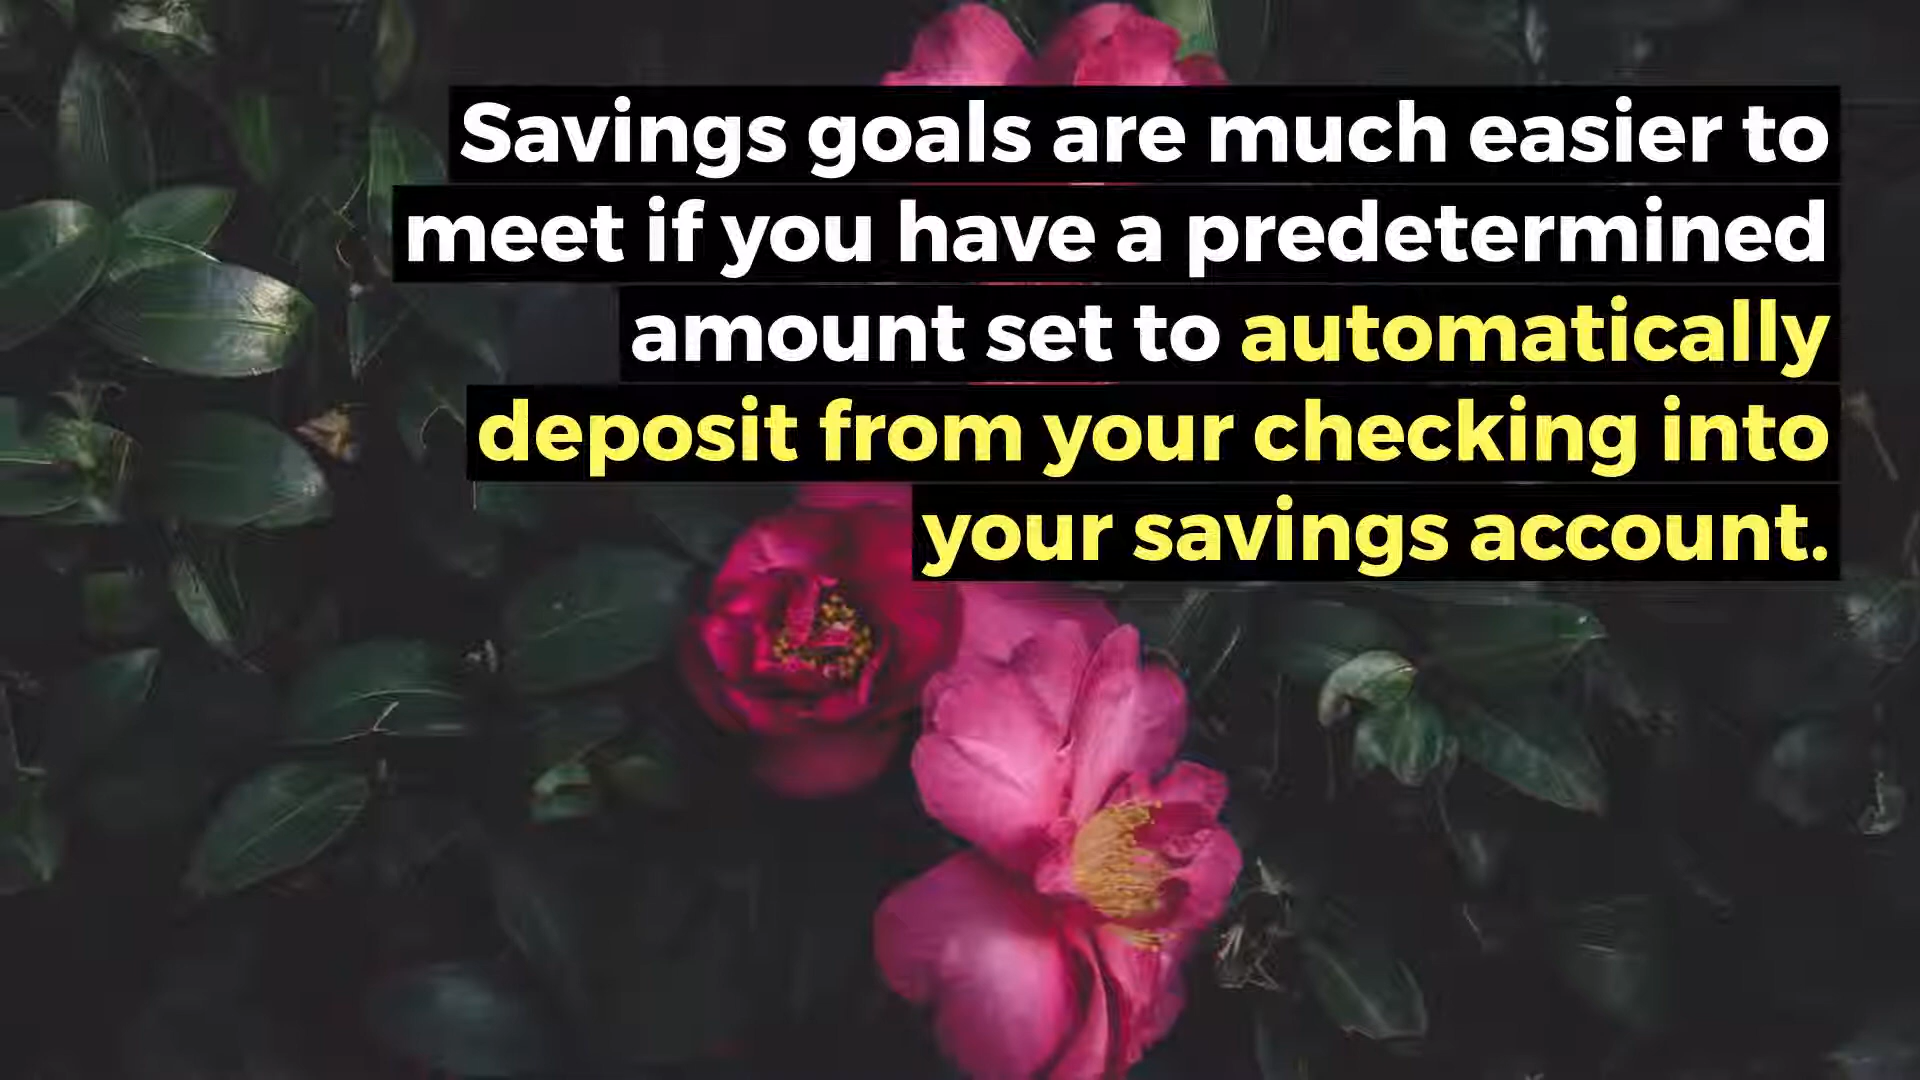 Savings goals are much easier to
meet if you have a predetermined
amount set to automatically
deposit from your checking into
your savings account.